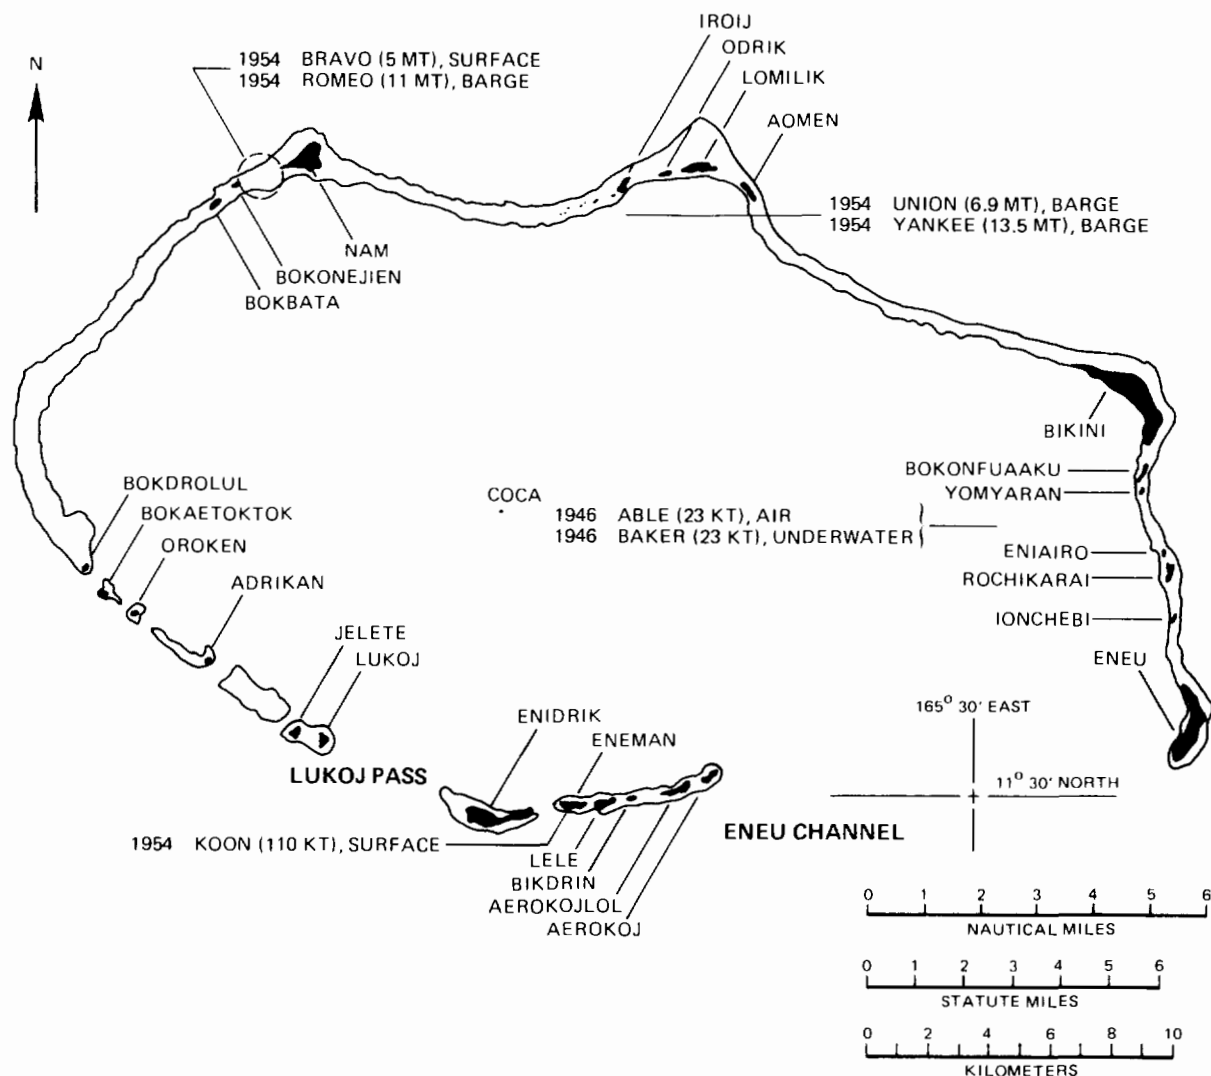 IROIJ
ODRIK
LOMILIK
AOMEN
N
1954 BRAVO (5 MT), SURFACE
1954 ROMEO (11 MT), BARGE
1954 UNION (6.9 MT), BARGE
1954 YANKEE (13.5 MT), BARGE
NAM
BOKONEJIEN
BOKBATA
BIKINI
BOKONFUAAKU
YOMYARAN
BOKDROLUL
BOKAETOKTOK
OROKEN
ADRIKAN
COCA
1946 ABLE (23 KT), AIR
1946 BAKER (23 KT), UNDERWATER
ENIAIRO
ROCHIKARAI
IONCHEBI
ENEU
JELETE
LUKOJ
165° 30' EAST
11° 30' NORTH
ENIDRIK
ENEMAN
LUKOJ PASS
ENEU CHANNEL
1954 KOON (110 KT), SURFACE
LELE
BIKDRIN
AEROKOJLOL
AEROKOJ
0 1 2 3 4 5 6
NAUTICAL MILES
0 1 2 3 4 5 6
STATUTE MILES
0 2 4 6 8 10
KILOMETERS